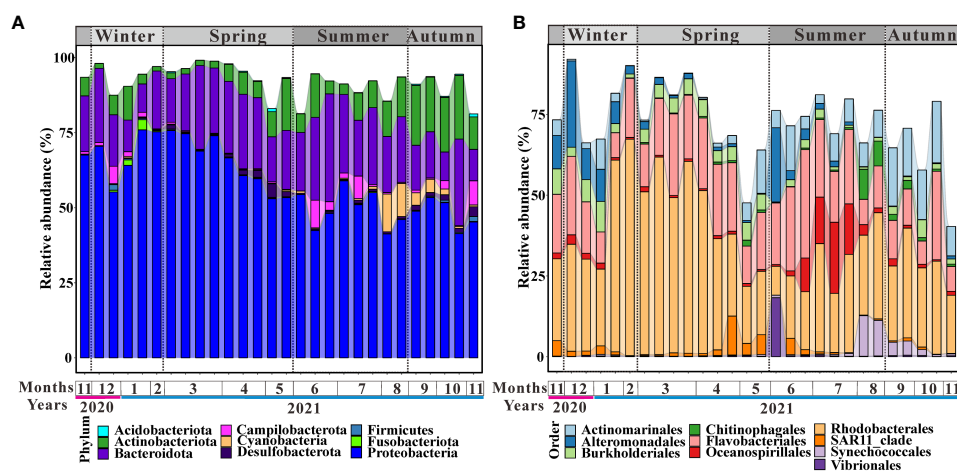 A
Winter Spring Summer Autumn
Relative abundance (%)
100
75
50
25
0
Months 11 12 1 2 3 4 5 6 7 8 9 10 11
Years 2020 2021
Phylum
Acidobacteriota Campilobacterota Firmicutes
Actinobacteriota Cyanobacteria Fusobacteriota
Bacteroidota Desulfobacterota Proteobacteria
B
Winter Spring Summer Autumn
Relative abundance (%)
75
50
25
0
Months 11 12 1 2 3 4 5 6 7 8 9 10 11
Years 2020 2021
Order
Actinomarinales Chitinophagales Rhodobacterales
Alteromonadales Flavobacteriales SAR11_clade
Burkholderiales Oceanospirillales Synechococcales
Vibrionales